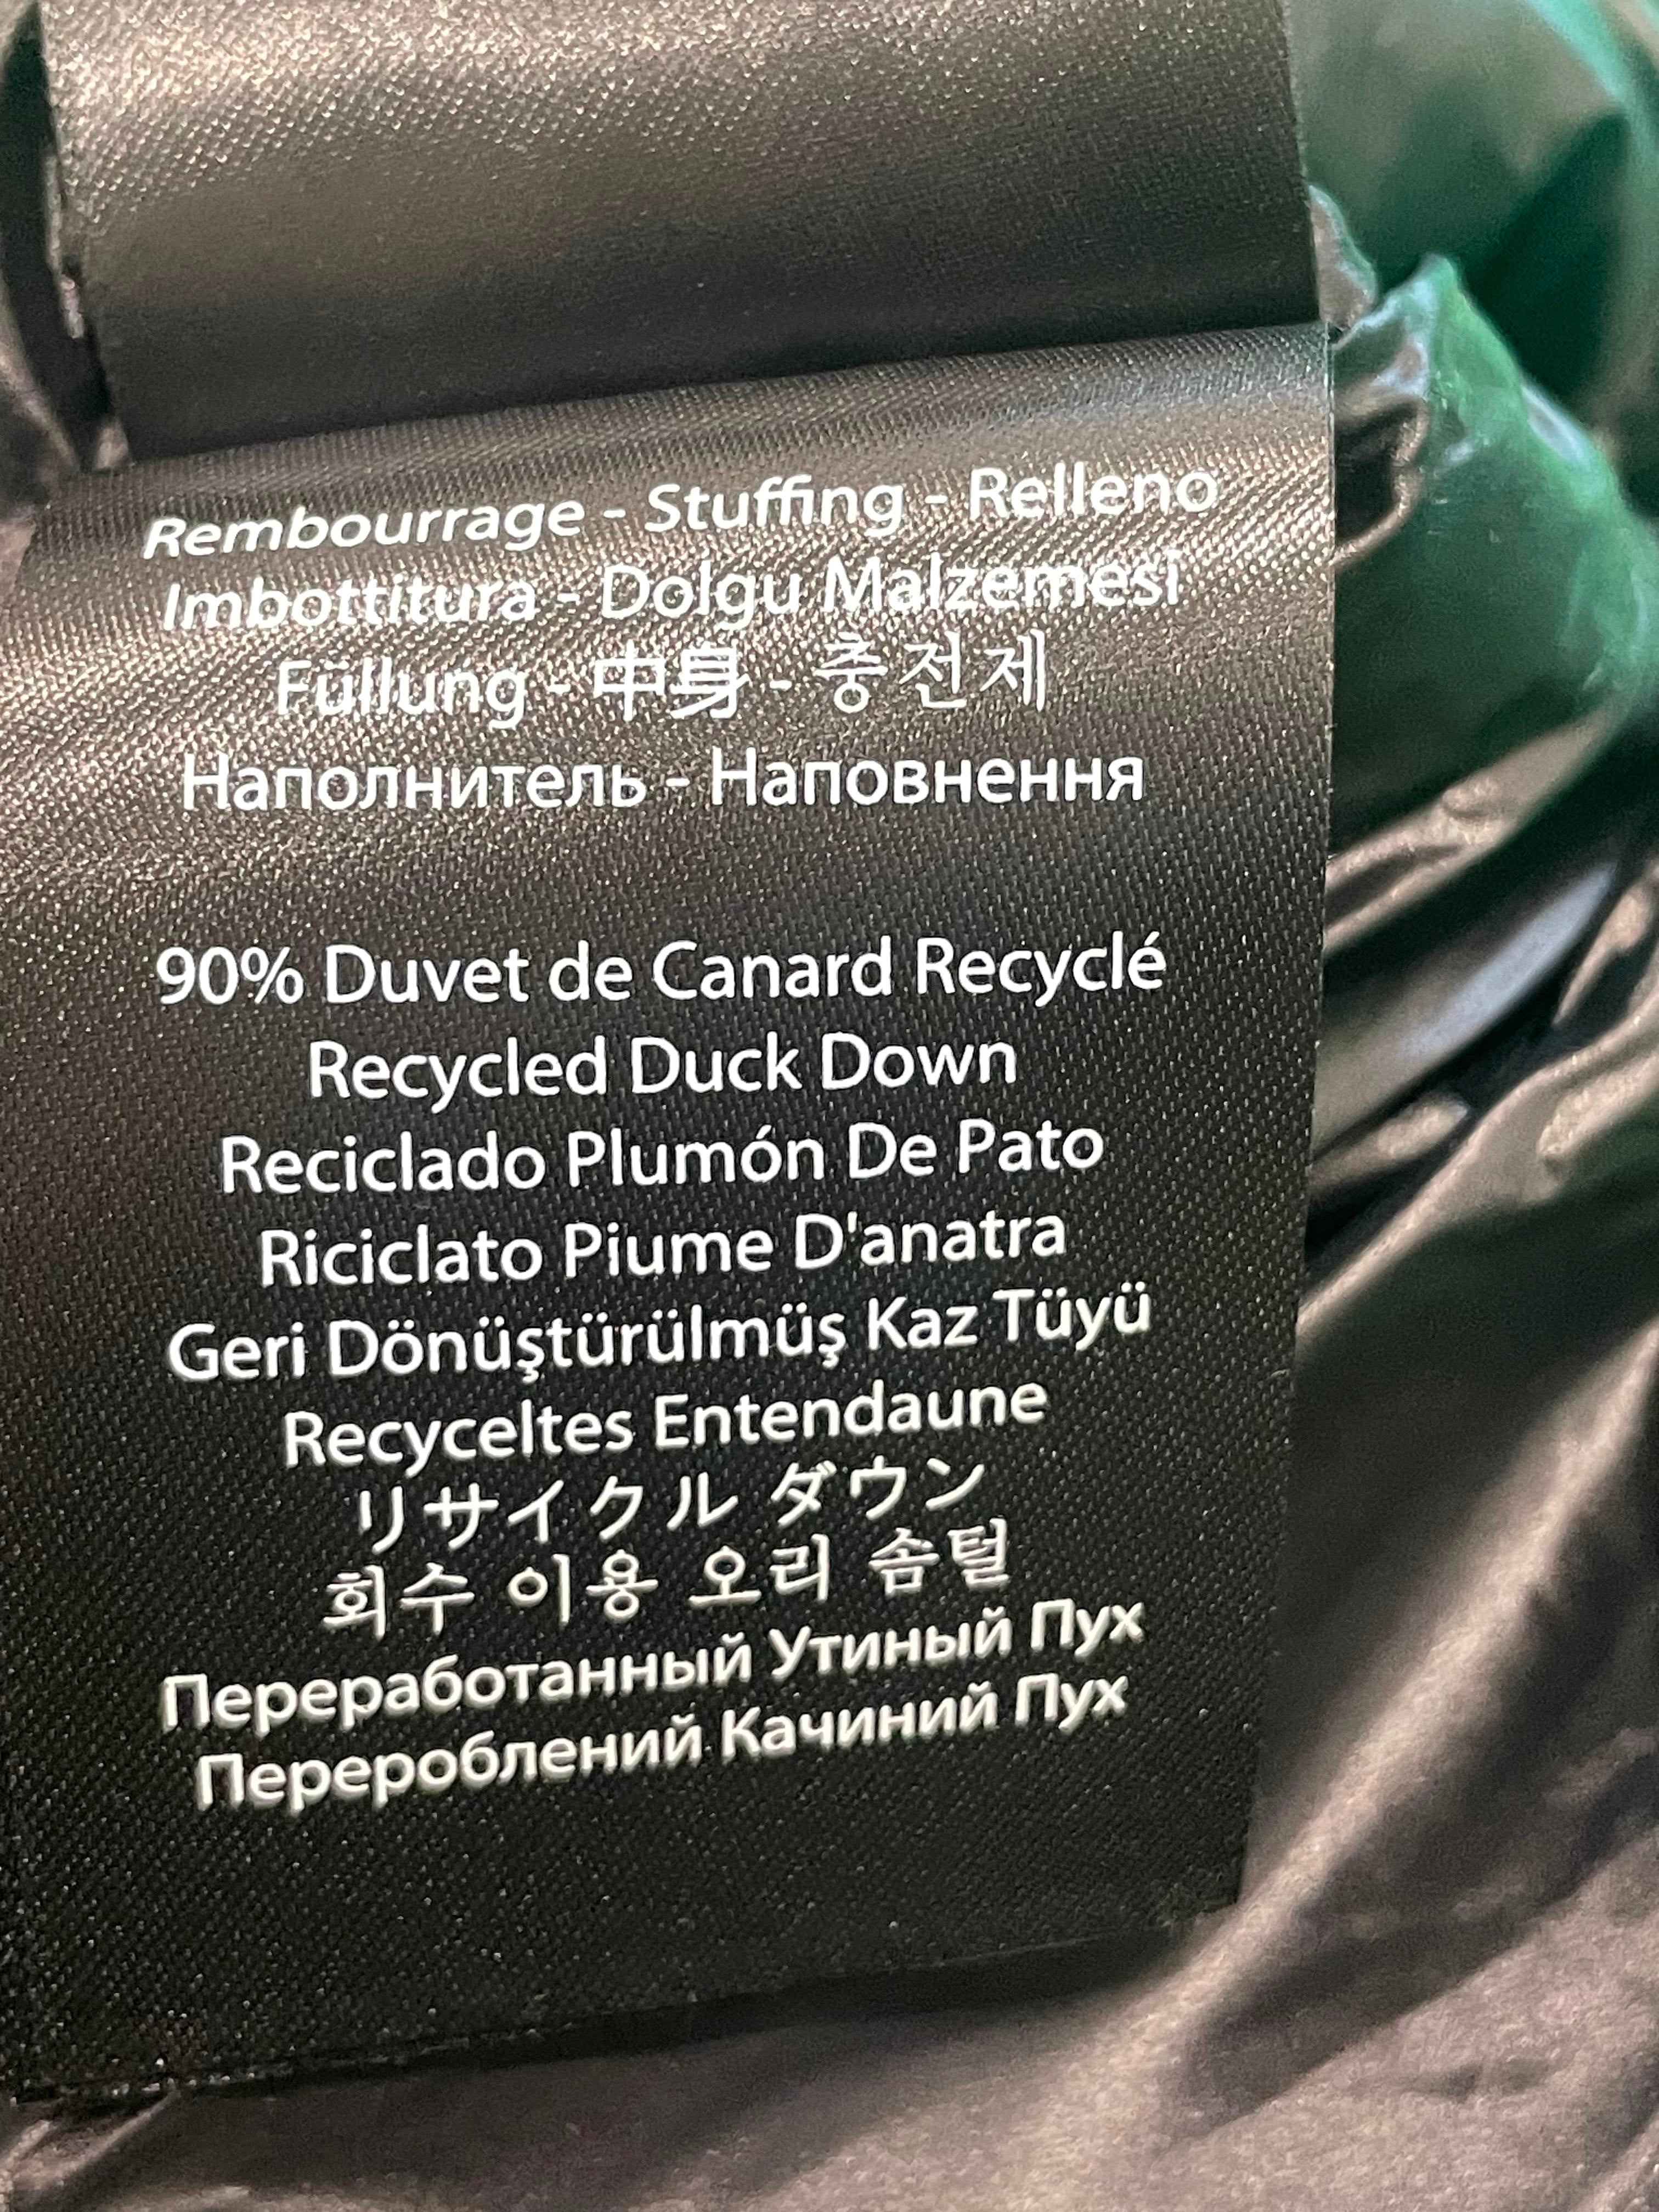 Rembourrage - Stuffing - Relleno
Imbottitura - Dolgu Malzemesi
Füllung - 中身 - 충전제
Наполнитель - Наповнення
90% Duvet de Canard Recyclé
Recycled Duck Down
Reciclado Plumón De Pato
Riciclato Piume D'anatra
Geri Dönüştürülmüş Kaz Tüyü
Recyceltes Entendaune
リサイクル ダウン
회수 이용 오리 솜털
Переработанный Утиный Пух
Перероблений Качиний Пух